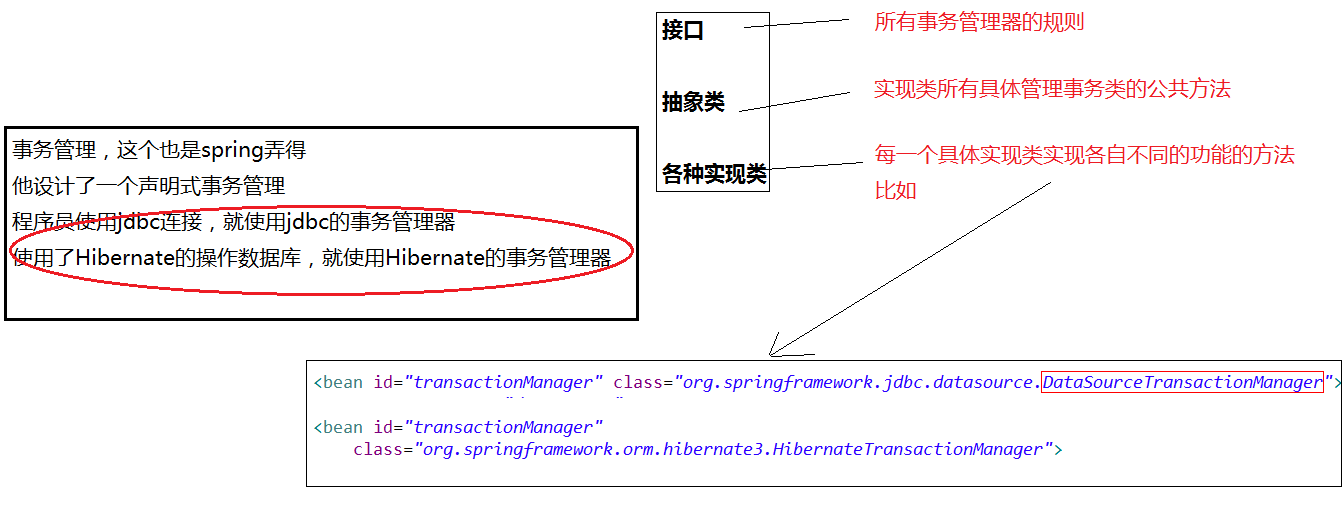 接口
所有事务管理器的规则
抽象类
实现类所有具体管理事务类的公共方法
各种实现类
每一个具体实现类实现各自不同的功能的方法
比如
事务管理，这个也是spring弄得
他设计了一个声明式事务管理
程序员使用jdbc连接，就使用jdbc的事务管理器
使用了Hibernate的操作数据库，就使用Hibernate的事务管理器
<bean id="transactionManager" class="org.springframework.jdbc.datasource.DataSourceTransactionManager">
<bean id="transactionManager"
class="org.springframework.orm.hibernate3.HibernateTransactionManager">